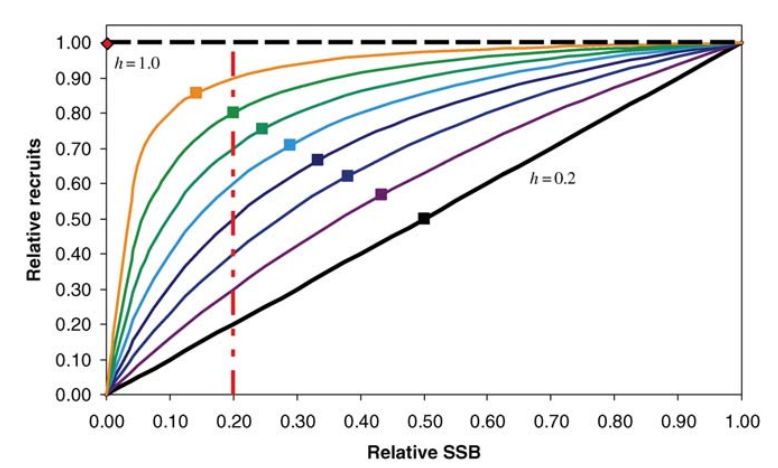 1.00
0.90
0.80
0.70
0.60
0.50
0.40
0.30
0.20
0.10
0.00
h = 1.0
h = 0.2
Relative recruits
0.00 0.10 0.20 0.30 0.40 0.50 0.60 0.70 0.80 0.90 1.00
Relative SSB